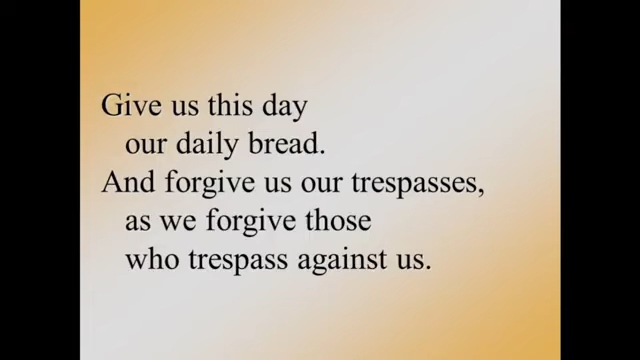 Give us this day
our daily bread.
And forgive us our trespasses,
as we forgive those
who trespass against us.